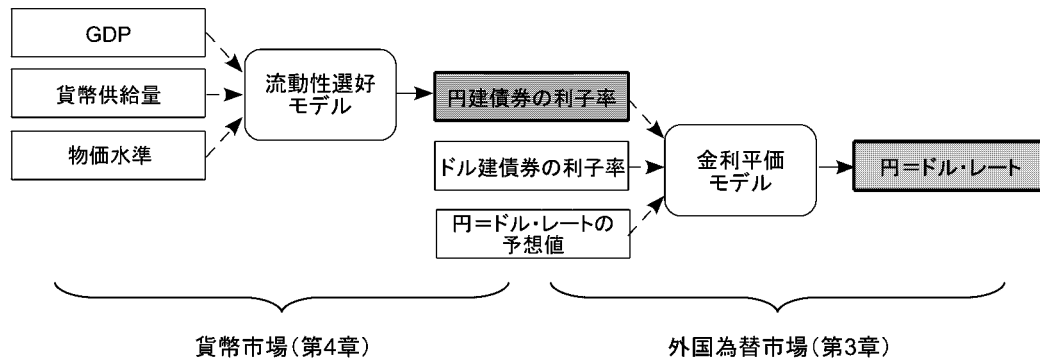 GDP
貨幣供給量
物価水準
流動性選好
モデル
円建債券の利子率
ドル建債券の利子率
円＝ドル・レートの
予想値
金利平価
モデル
円＝ドル・レート
貨幣市場（第4章）
外国為替市場（第3章）